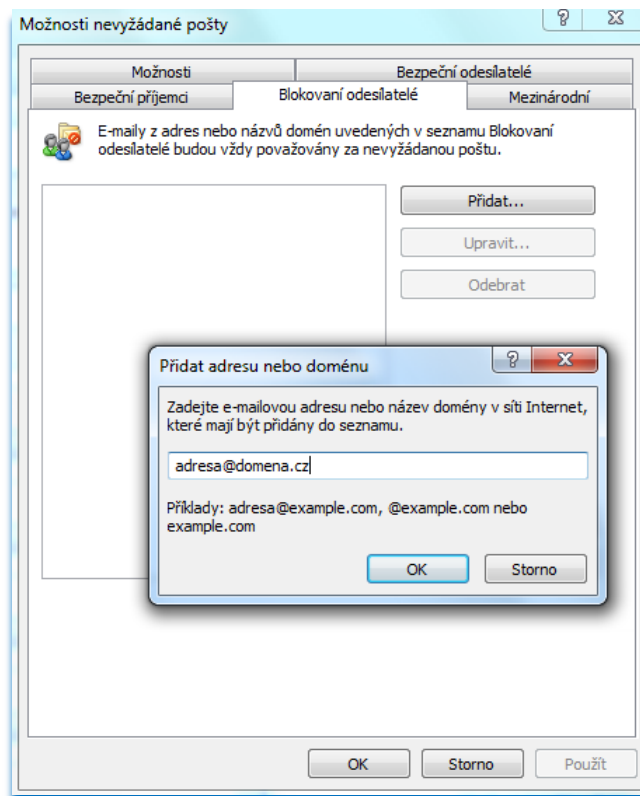 Možnosti nevyžádané pošty
Možnosti
Bezpeční odesílatelé
Bezpeční příjemci
Blokovaní odesílatelé
Mezinárodní
E-maily z adres nebo názvů domén uvedených v seznamu Blokovaní
odesílatelé budou vždy považovány za nevyžádanou poštu.
Přidat...
Upravit...
Odebrat
Přidat adresu nebo doménu
Zadejte e-mailovou adresu nebo název domény v síti Internet,
které mají být přidány do seznamu.
adresa@domena.cz
Příklady: adresa@example.com, @example.com nebo
example.com
OK
Storno
OK
Storno
Použít